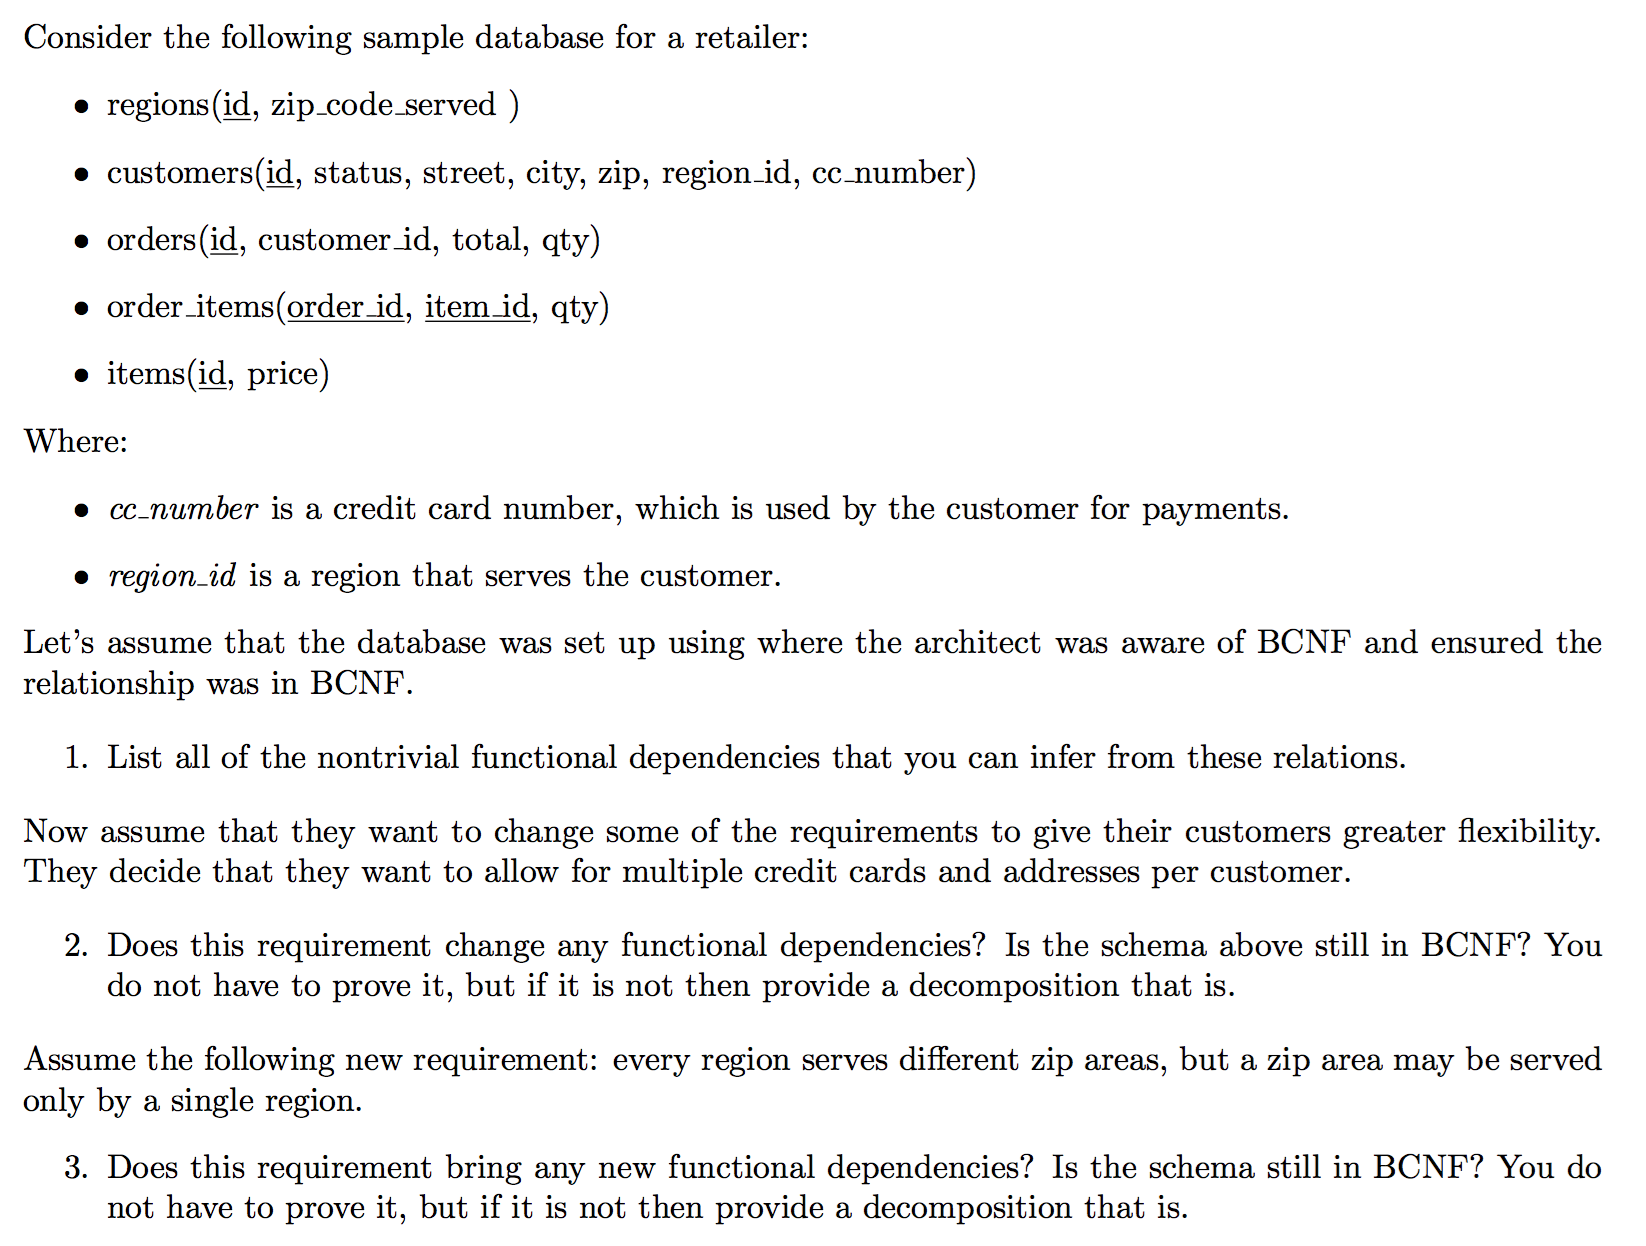 Consider the following sample database for a retailer:
• regions(id, zip_code_served )
• customers(id, status, street, city, zip, region_id, cc_number)
• orders(id, customer_id, total, qty)
• order_items(order_id, item_id, qty)
• items(id, price)
Where:
• cc_number is a credit card number, which is used by the customer for payments.
• region_id is a region that serves the customer.
Let's assume that the database was set up using where the architect was aware of BCNF and ensured the
relationship was in BCNF.
1. List all of the nontrivial functional dependencies that you can infer from these relations.
Now assume that they want to change some of the requirements to give their customers greater flexibility.
They decide that they want to allow for multiple credit cards and addresses per customer.
2. Does this requirement change any functional dependencies? Is the schema above still in BCNF? You
do not have to prove it, but if it is not then provide a decomposition that is.
Assume the following new requirement: every region serves different zip areas, but a zip area may be served
only by a single region.
3. Does this requirement bring any new functional dependencies? Is the schema still in BCNF? You do
not have to prove it, but if it is not then provide a decomposition that is.